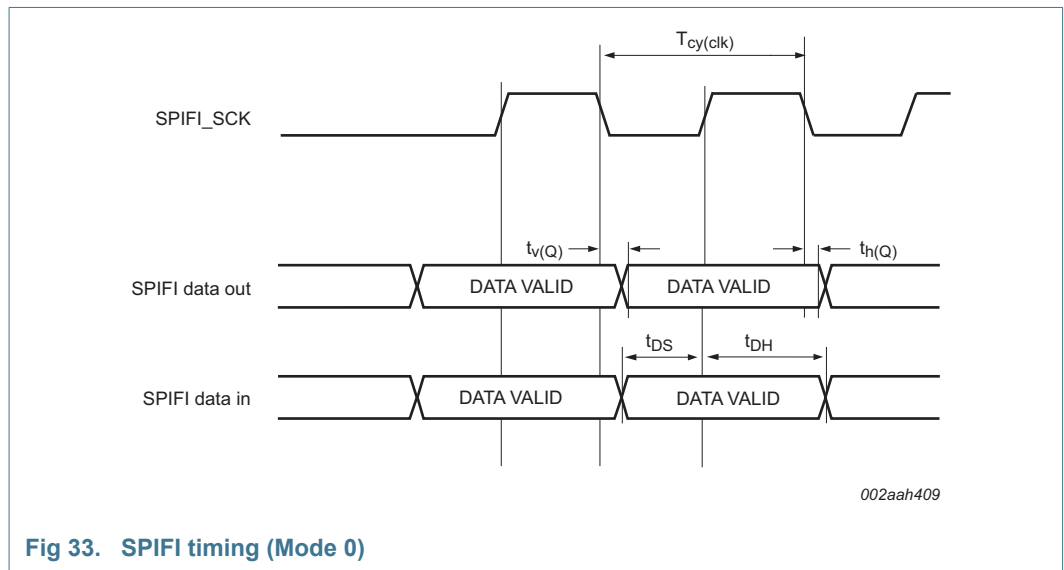 Tcy(clk)
SPIFI_SCK
tv(Q)
th(Q)
SPIFI data out
DATA VALID
DATA VALID
tDS
tDH
SPIFI data in
DATA VALID
DATA VALID
002aah409
Fig 33. SPIFI timing (Mode 0)